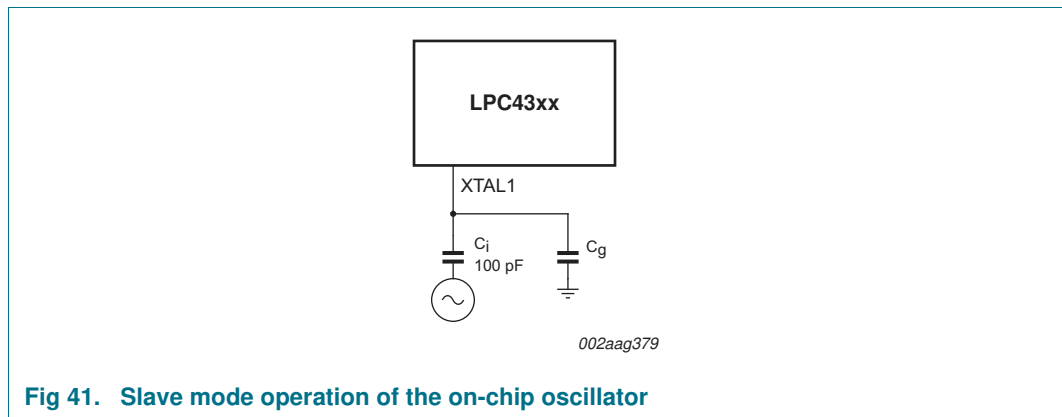 LPC43xx
XTAL1
Ci
100 pF
Cg
002aag379
Fig 41. Slave mode operation of the on-chip oscillator